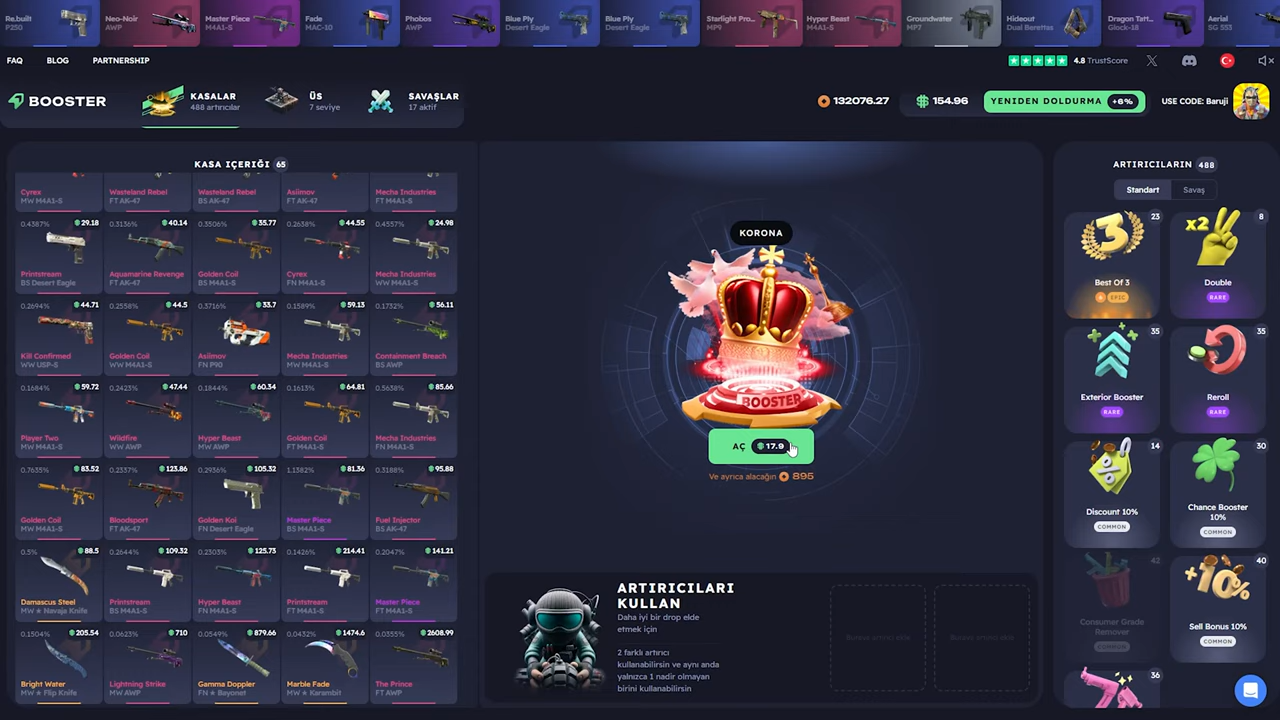 Re.built
P250
Neo-Noir
AWP
Master Piece
M4A1-S
Fade
MAC-10
Phobos
AWP
Blue Ply
Desert Eagle
Blue Ply
Desert Eagle
Starlight Pro...
MP9
Hyper Beast
M4A1-S
Groundwater
MP7
Hideout
Dual Berettas
Dragon Tatt...
Glock-18
Aerial
SG 553
FAQ
BLOG
PARTNERSHIP
4.8 TrustScore
BOOSTER
KASALAR
488 artırıcılar
ÜS
7 seviye
SAVAŞLAR
17 aktif
132076.27
154.96
YENİDEN DOLDURMA +6%
USE CODE: Baruji
KASA IÇERIĞI 65
Cyrex
MW M4A1-S
Wasteland Rebel
FT AK-47
Wasteland Rebel
BS AK-47
Asiimov
FT AK-47
Mecha Industries
FT M4A1-S
0.4387% 29.18
Printstream
BS Desert Eagle
0.3136% 40.14
Aquamarine Revenge
FT AK-47
0.3506% 35.77
Golden Coil
BS M4A1-S
0.2638% 44.55
Cyrex
FN M4A1-S
0.4557% 24.98
Mecha Industries
WW M4A1-S
0.2694% 44.71
Kill Confirmed
WW USP-S
0.2558% 44.5
Golden Coil
WW M4A1-S
0.3716% 33.7
Asiimov
FN P90
0.1589% 59.13
Mecha Industries
MW M4A1-S
0.1732% 56.11
Containment Breach
BS AWP
0.1684% 59.72
Player Two
MW M4A1-S
0.2423% 47.44
Wildfire
WW AWP
0.1844% 60.34
Hyper Beast
MW AWP
0.1613% 64.81
Golden Coil
FT M4A1-S
0.5638% 85.66
Mecha Industries
FN M4A1-S
0.7635% 83.52
Golden Coil
MW M4A1-S
0.2337% 123.86
Bloodsport
FT AK-47
0.2936% 105.32
Golden Koi
FN Desert Eagle
1.1382% 81.36
Master Piece
BS M4A1-S
0.3188% 95.88
Fuel Injector
BS AK-47
0.5% 88.5
Damascus Steel
MW ★ Navaja Knife
0.2644% 109.32
Printstream
BS M4A1-S
0.2303% 125.73
Hyper Beast
FN M4A1-S
0.1426% 214.41
Printstream
FT M4A1-S
0.2047% 141.21
Master Piece
FT M4A1-S
0.1504% 205.54
Bright Water
MW ★ Flip Knife
0.0623% 710
Lightning Strike
MW AWP
0.0549% 879.66
Gamma Doppler
FN ★ Bayonet
0.0432% 1474.6
Marble Fade
MW ★ Karambit
0.0355% 2608.99
The Prince
FT AWP
KORONA
BOOSTER
AÇ 17.9
Ve ayrıca alacağın 895
ARTIRICILARI
KULLAN
Daha iyi bir drop elde
etmek için
2 farklı artırıcı
kullanabilirsin ve aynı anda
yalnızca 1 nadir olmayan
birini kullanabilirsin
ARTIRICILARIN 488
Standart
Savaş
23
3
Best Of 3
EPIC
8
x2
Double
RARE
35
Exterior Booster
RARE
35
Reroll
RARE
14
%
Discount 10%
COMMON
30
Chance Booster
10%
COMMON
42
Consumer Grade
Remover
COMMON
40
+10%
Sell Bonus 10%
COMMON
36